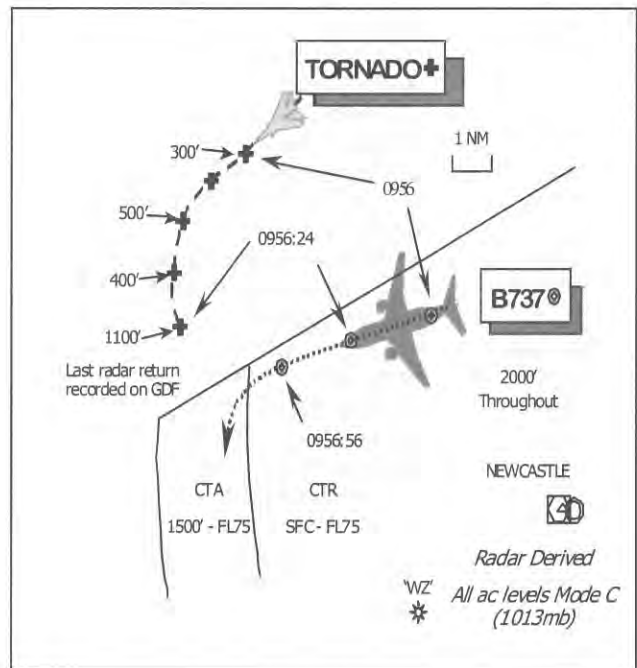 TORNADO✚
1 NM
300'
0956
500'
0956:24
400'
B737
1100'
Last radar return
recorded on GDF
2000'
Throughout
0956:56
NEWCASTLE
CTA
CTR
1500' - FL75
SFC - FL75
Radar Derived
'WZ'
All ac levels Mode C
(1013mb)